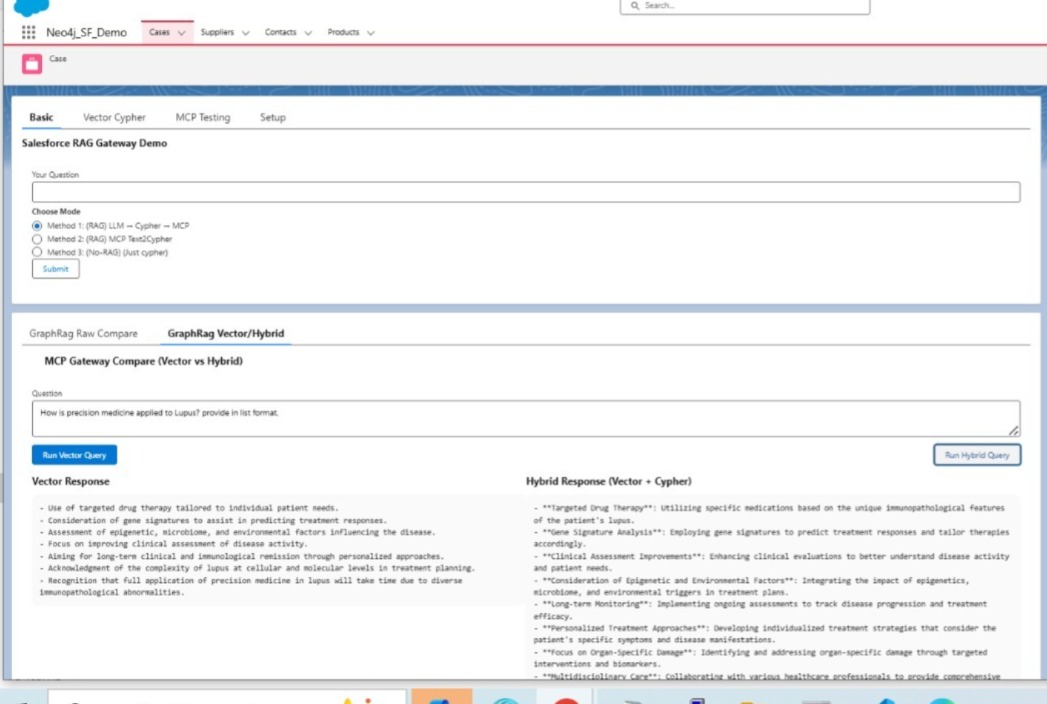 Search...
Neo4j_SF_Demo Cases Suppliers Contacts Products
Case
Basic Vector Cypher MCP Testing Setup
Salesforce RAG Gateway Demo
Your Question
Choose Mode
Method 1: (RAG) LLM — Cypher — MCP
Method 2: (RAG) MCP Text2Cypher
Method 3: (No-RAG) (Just cypher)
Submit
GraphRag Raw Compare GraphRag Vector/Hybrid
MCP Gateway Compare (Vector vs Hybrid)
Question
How is precision medicine applied to Lupus? provide in list format.
Run Vector Query Run Hybrid Query
Vector Response
- Use of targeted drug therapy tailored to individual patient needs.
- Consideration of gene signatures to assist in predicting treatment responses.
- Assessment of epigenetic, microbiome, and environmental factors influencing the disease.
- Focus on improving clinical assessment of disease activity.
- Aiming for long-term clinical and immunological remission through personalized approaches.
- Acknowledgment of the complexity of lupus at cellular and molecular levels in treatment planning.
- Recognition that full application of precision medicine in lupus will take time due to diverse
immunopathological abnormalities.
Hybrid Response (Vector + Cypher)
- **Targeted Drug Therapy**: Utilizing specific medications based on the unique immunopathological features
of the patient's lupus.
- **Gene Signature Analysis**: Employing gene signatures to predict treatment responses and tailor therapies
accordingly.
- **Clinical Assessment Improvements**: Enhancing clinical evaluations to better understand disease activity
and patient needs.
- **Consideration of Epigenetic and Environmental Factors**: Integrating the impact of epigenetics,
microbiome, and environmental triggers in treatment plans.
- **Long-term Monitoring**: Implementing ongoing assessments to track disease progression and treatment
efficacy.
- **Personalized Treatment Approaches**: Developing individualized treatment strategies that consider the
patient's specific symptoms and disease manifestations.
- **Focus on Organ-Specific Damage**: Identifying and addressing organ-specific damage through targeted
interventions and biomarkers.
- **Multidisciplinary Care**: Collaborating with various healthcare professionals to provide comprehensive